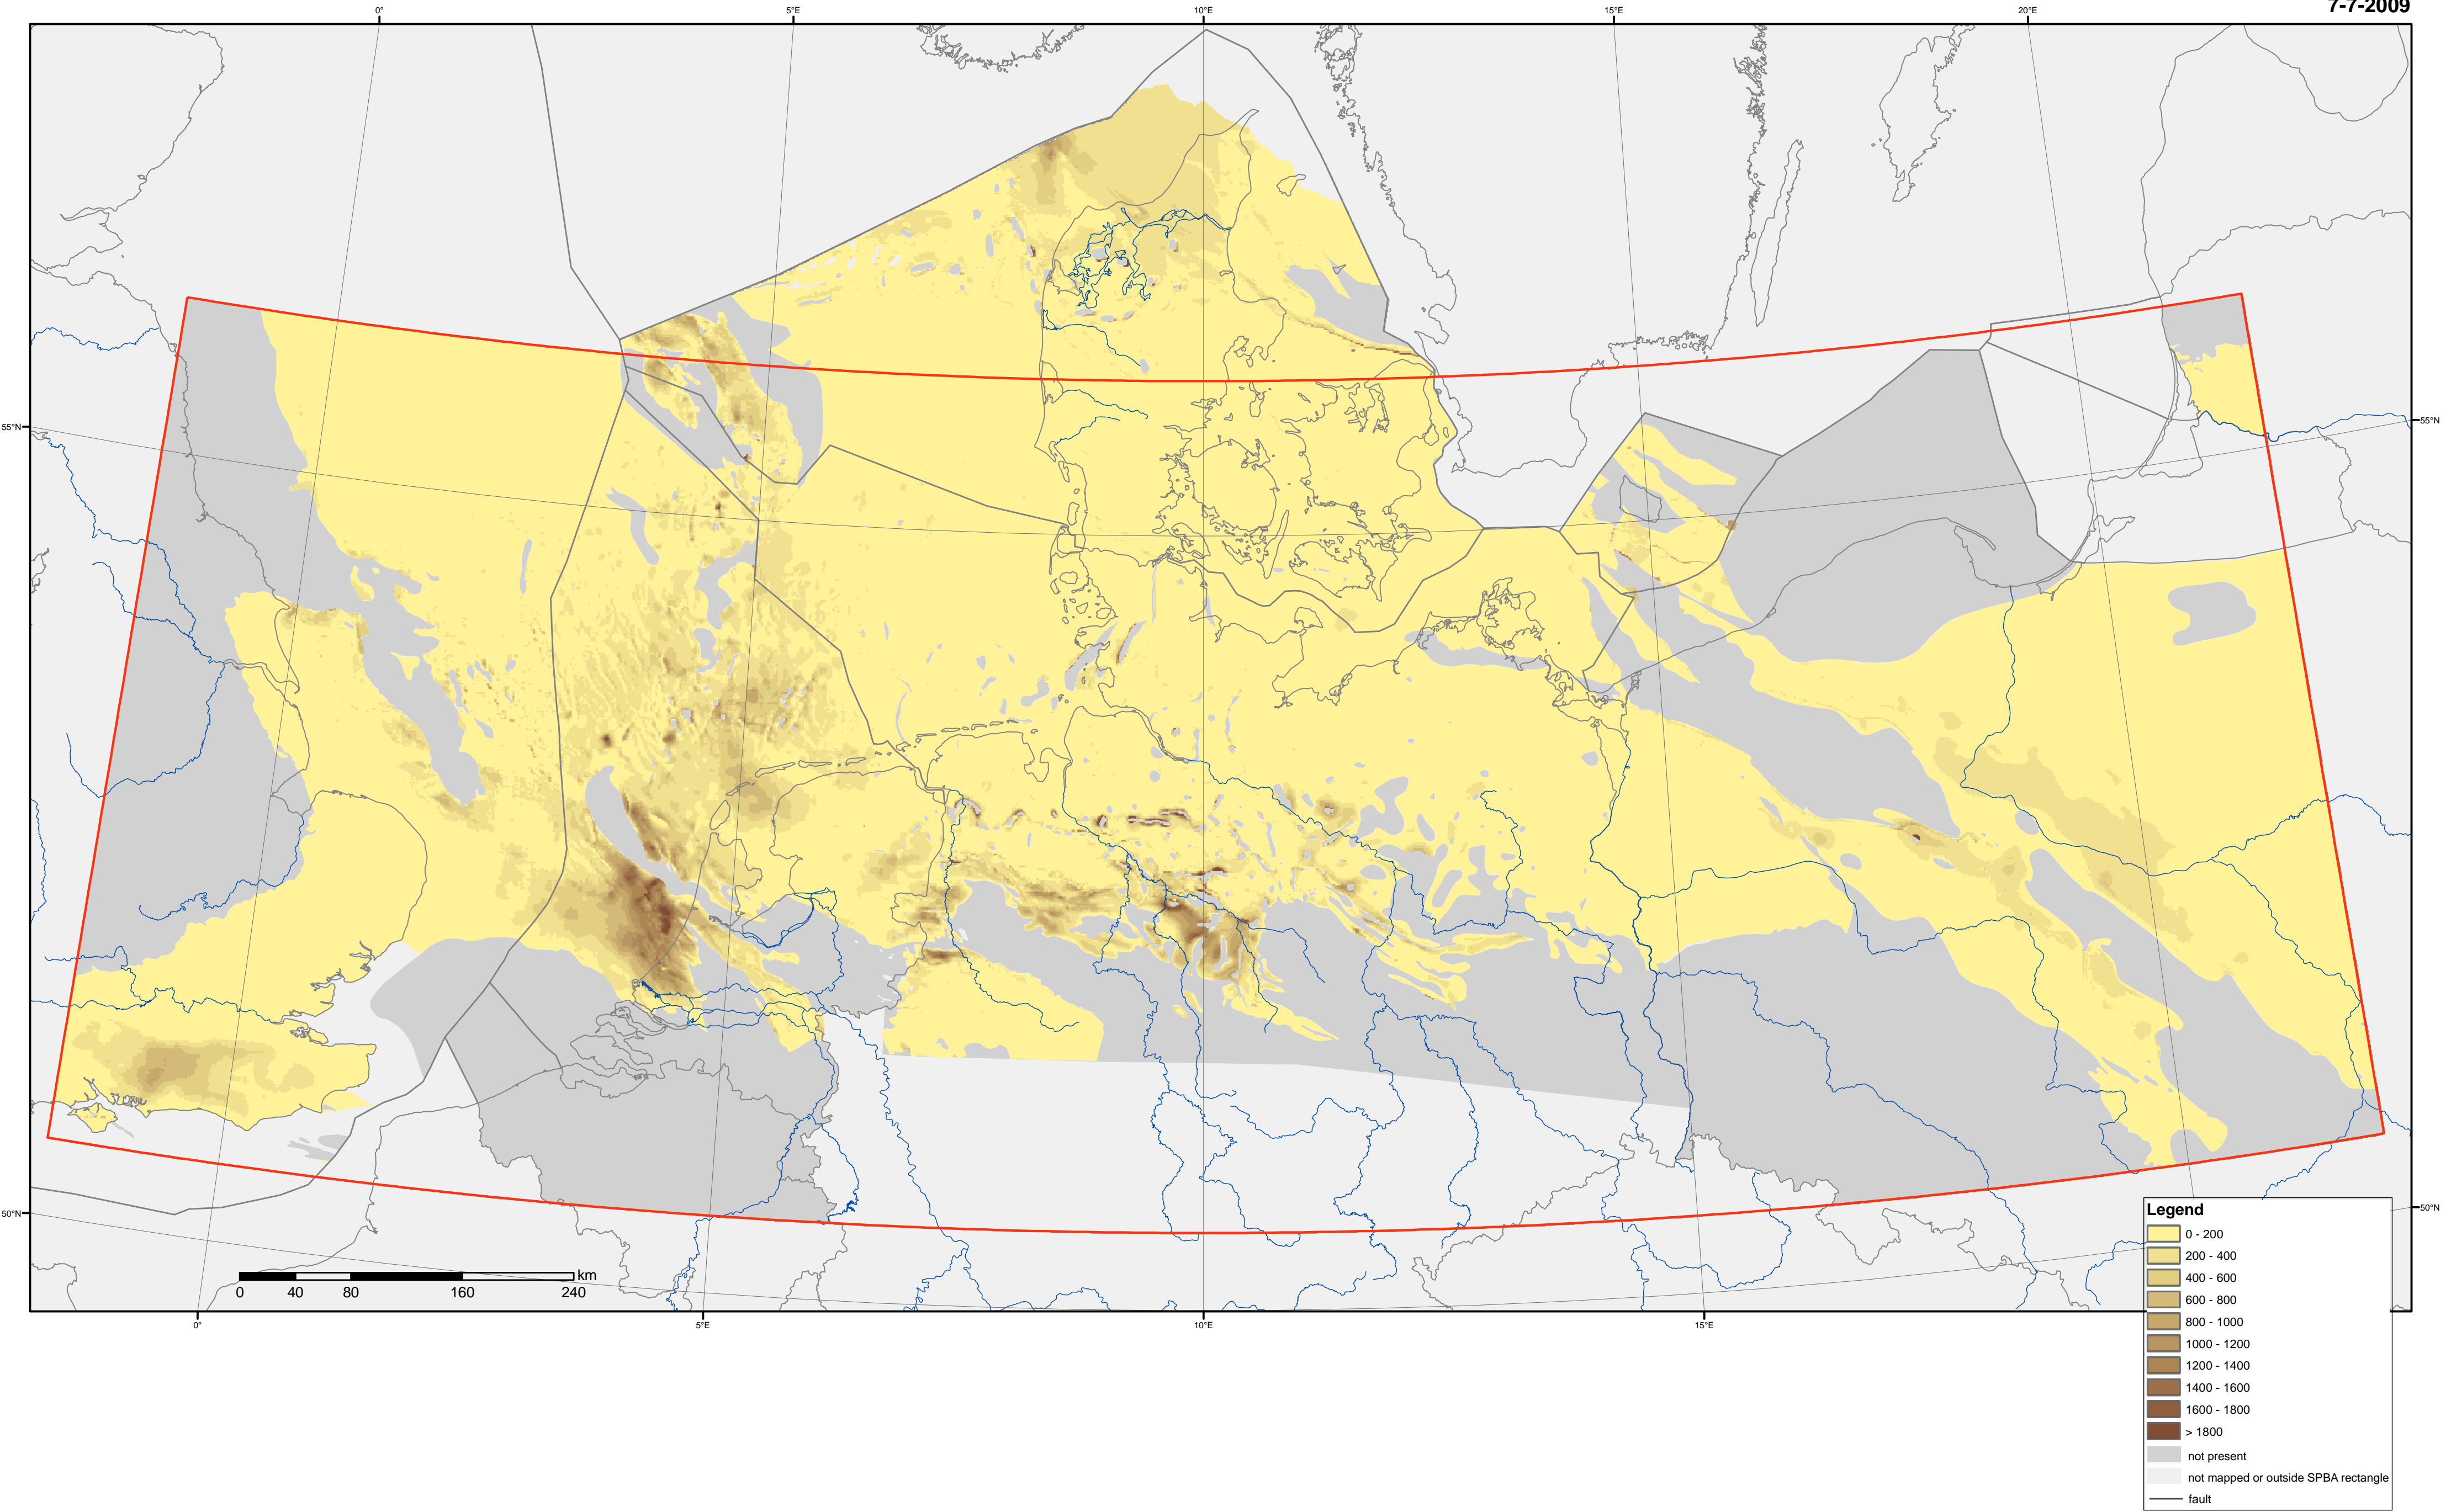 7-7-2009
0° 5°E 10°E 15°E 20°E
55°N 55°N
50°N 50°N
km
0 40 80 160 240
0° 5°E 10°E 15°E
Legend
0 - 200
200 - 400
400 - 600
600 - 800
800 - 1000
1000 - 1200
1200 - 1400
1400 - 1600
1600 - 1800
> 1800
not present
not mapped or outside SPBA rectangle
fault